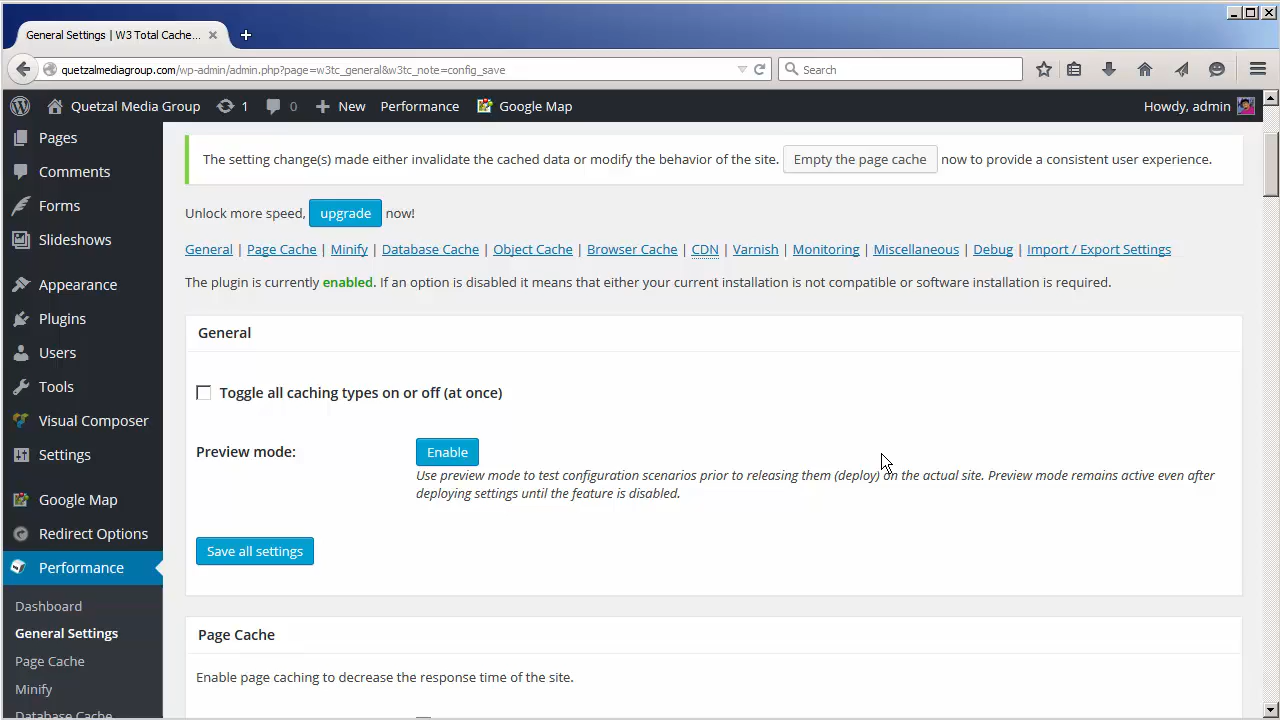 General Settings | W3 Total Cache...
quetzalmediagroup.com/wp-admin/admin.php?page=w3tc_general&w3tc_note=config_save
Search
Quetzal Media Group 1 0 New Performance Google Map Howdy, admin
Pages
Comments
Forms
Slideshows
Appearance
Plugins
Users
Tools
Visual Composer
Settings
Google Map
Redirect Options
Performance
Dashboard
General Settings
Page Cache
Minify
Database Cache
The setting change(s) made either invalidate the cached data or modify the behavior of the site. Empty the page cache now to provide a consistent user experience.
Unlock more speed, upgrade now!
General | Page Cache | Minify | Database Cache | Object Cache | Browser Cache | CDN | Varnish | Monitoring | Miscellaneous | Debug | Import / Export Settings
The plugin is currently enabled. If an option is disabled it means that either your current installation is not compatible or software installation is required.
General
Toggle all caching types on or off (at once)
Preview mode: Enable
Use preview mode to test configuration scenarios prior to releasing them (deploy) on the actual site. Preview mode remains active even after
deploying settings until the feature is disabled.
Save all settings
Page Cache
Enable page caching to decrease the response time of the site.